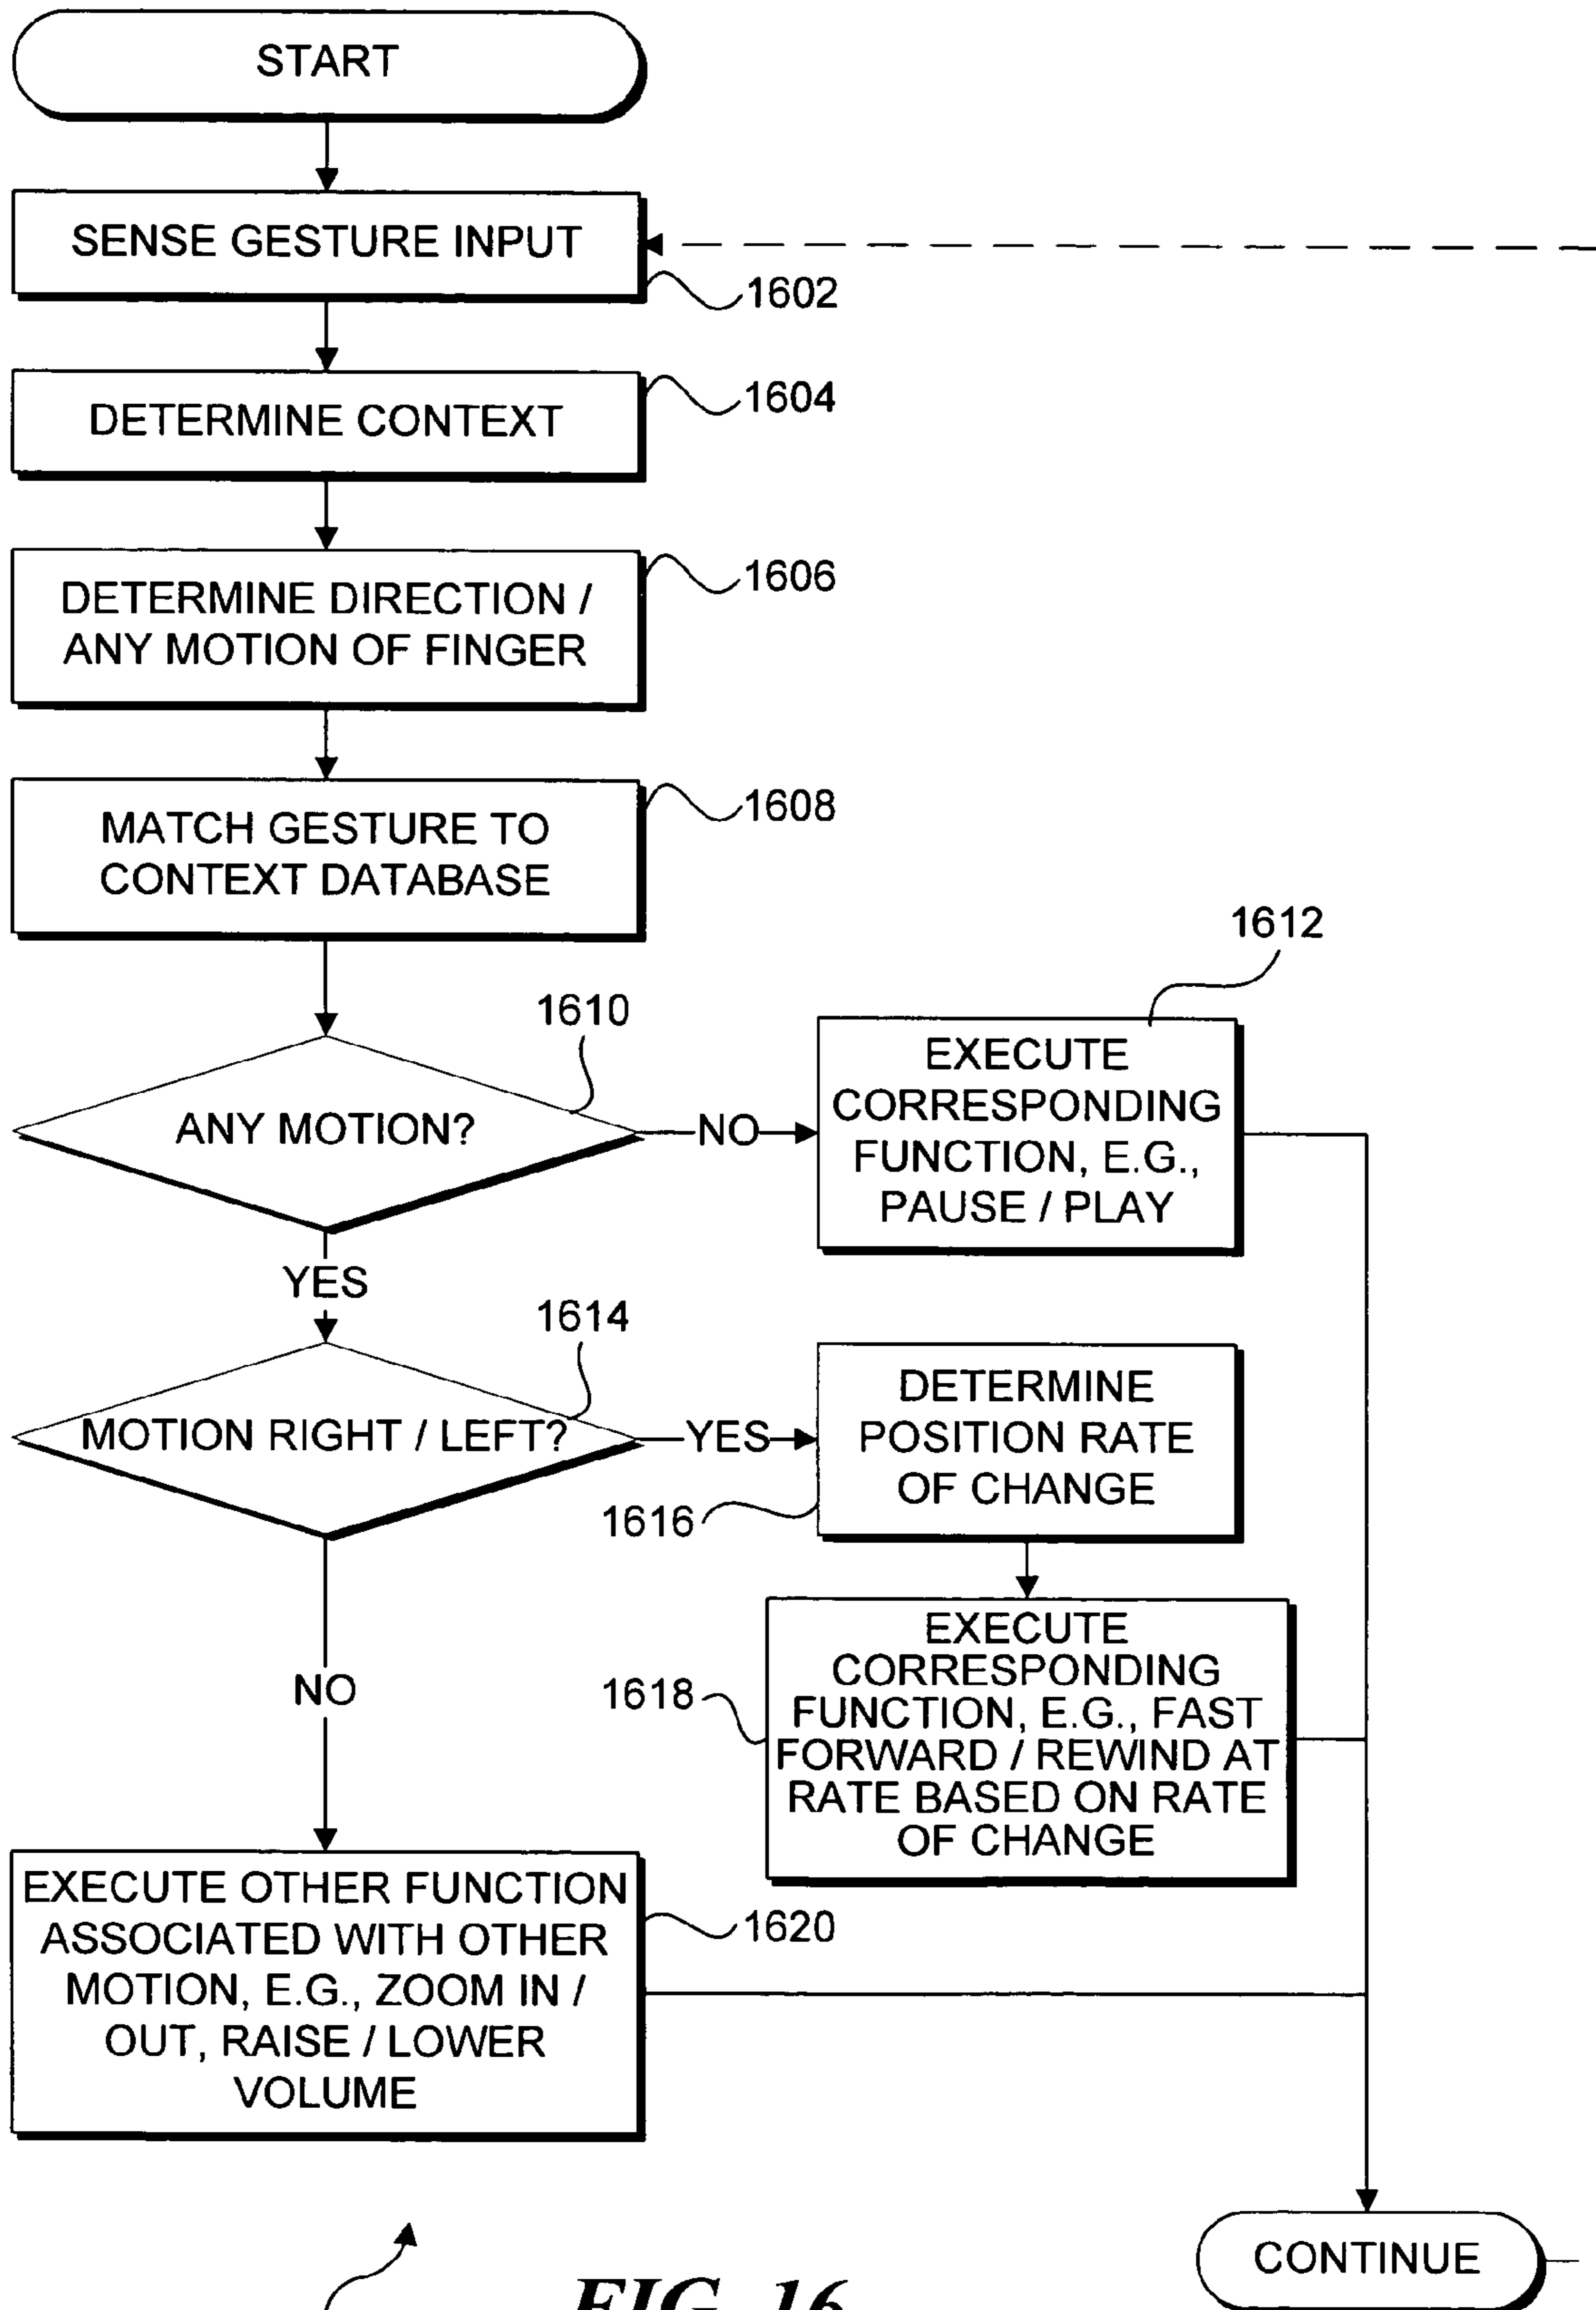 START
SENSE GESTURE INPUT
1602
DETERMINE CONTEXT
1604
DETERMINE DIRECTION /
ANY MOTION OF FINGER
1606
MATCH GESTURE TO
CONTEXT DATABASE
1608
ANY MOTION?
1610
NO
EXECUTE
CORRESPONDING
FUNCTION, E.G.,
PAUSE / PLAY
1612
YES
MOTION RIGHT / LEFT?
1614
YES
DETERMINE
POSITION RATE
OF CHANGE
1616
EXECUTE
CORRESPONDING
FUNCTION, E.G., FAST
FORWARD / REWIND AT
RATE BASED ON RATE
OF CHANGE
1618
NO
EXECUTE OTHER FUNCTION
ASSOCIATED WITH OTHER
MOTION, E.G., ZOOM IN /
OUT, RAISE / LOWER
VOLUME
1620
CONTINUE
FIG. 16